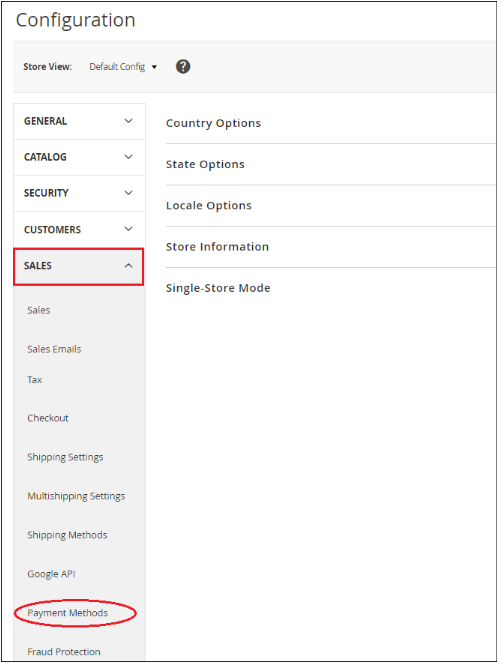 Configuration
Store View: Default Config ?
GENERAL
CATALOG
SECURITY
CUSTOMERS
SALES
Sales
Sales Emails
Tax
Checkout
Shipping Settings
Multishipping Settings
Shipping Methods
Google API
Payment Methods
Fraud Protection
Country Options
State Options
Locale Options
Store Information
Single-Store Mode